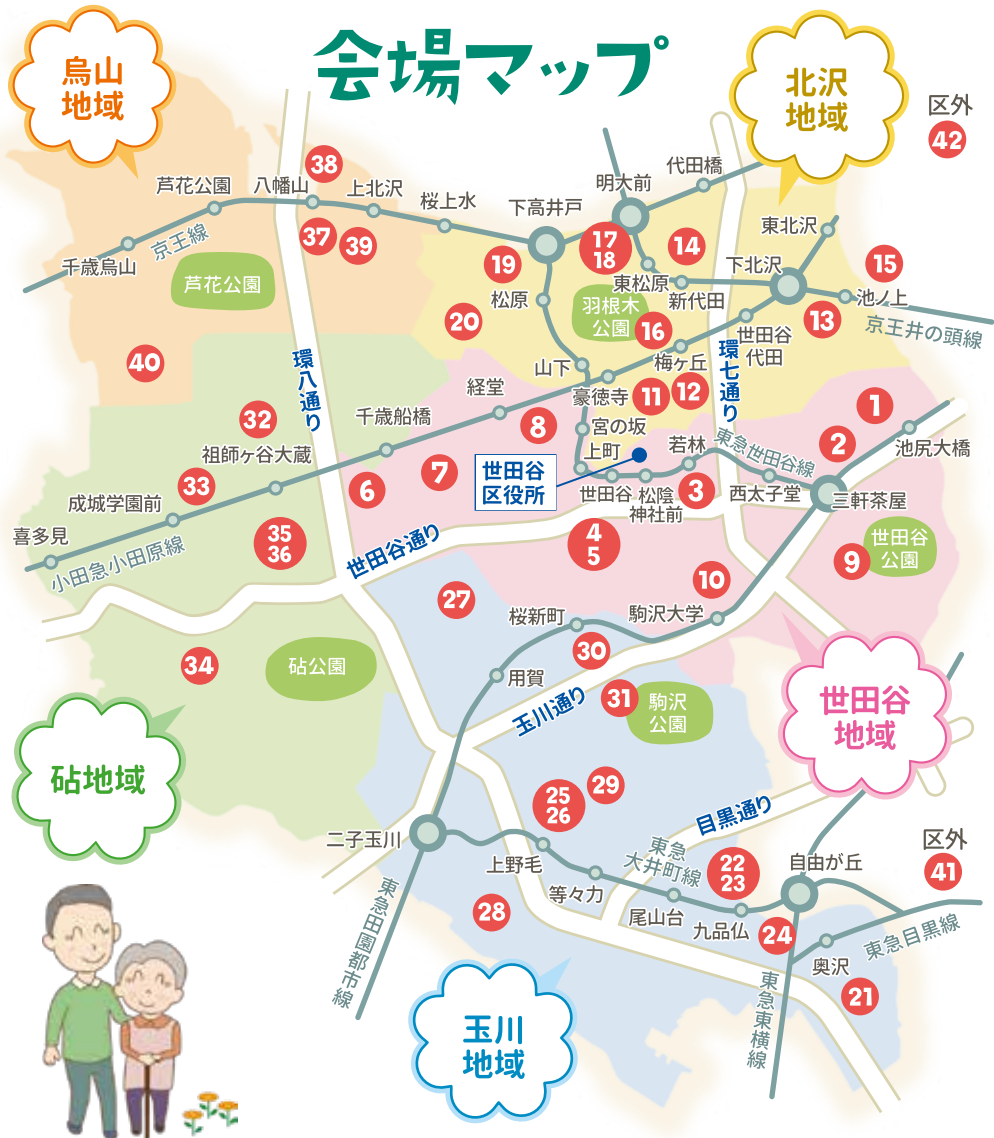 会場マップ
烏山
地域
北沢
地域
区外
42
38
芦花公園
八幡山
上北沢
桜上水
下高井戸
明大前
代田橋
千歳烏山
京王線
37
39
17
18
14
東北沢
芦花公園
19
松原
東松原
新代田
下北沢
15
池ノ上
羽根木
公園
16
20
13
京王井の頭線
世田谷
代田
40
環八通り
山下
梅ヶ丘
環七通り
経堂
豪徳寺
11
12
1
32
千歳船橋
8
宮の坂
2
池尻大橋
祖師ヶ谷大蔵
上町
若林
東急世田谷線
33
6
7
世田谷
区役所
世田谷
松陰
神社前
3
西太子堂
三軒茶屋
成城学園前
喜多見
小田急小田原線
35
36
世田谷通り
4
5
9
世田谷
公園
27
10
桜新町
駒沢大学
34
砧公園
30
用賀
玉川通り
31
駒沢
公園
世田谷
地域
砧地域
25
26
29
目黒通り
二子玉川
上野毛
東急
大井町線
22
23
自由が丘
区外
41
等々力
尾山台
九品仏
28
24
東急目黒線
奥沢
21
東急田園都市線
東急東横線
玉川
地域